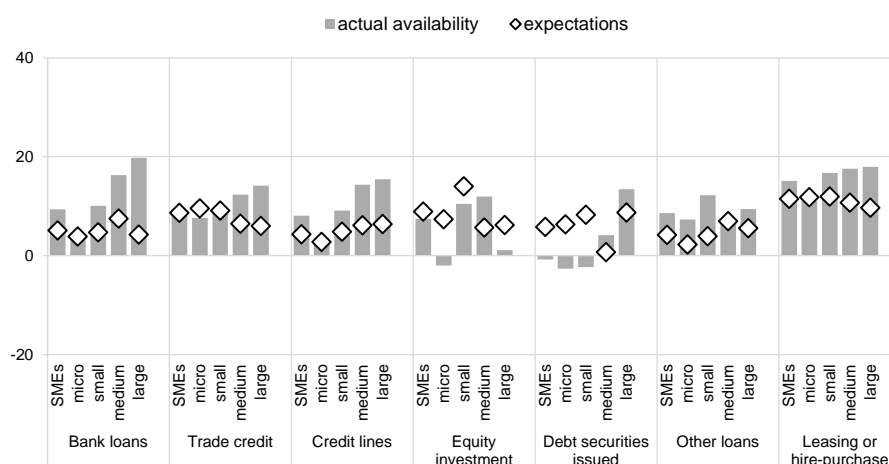 actual availability expectations
40
20
0
-20
SMEs micro small medium large SMEs micro small medium large SMEs micro small medium large SMEs micro small medium large SMEs micro small medium large SMEs micro small medium large SMEs micro small medium large
Bank loans Trade credit Credit lines Equity Debt securities Other loans Leasing or
investment issued hire-purchase